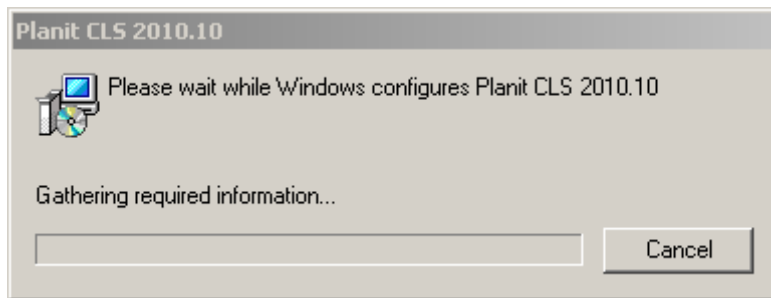 Planit CLS 2010.10
Please wait while Windows configures Planit CLS 2010.10
Gathering required information...
Cancel